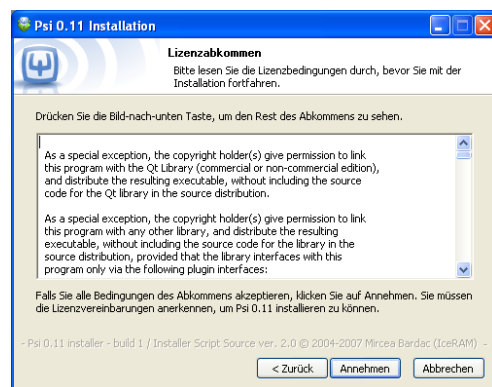 Psi 0.11 Installation
Lizenzabkommen
Bitte lesen Sie die Lizenzbedingungen durch, bevor Sie mit der
Installation fortfahren.
Drücken Sie die Bild-nach-unten Taste, um den Rest des Abkommens zu sehen.
As a special exception, the copyright holder(s) give permission to link
this program with the Qt Library (commercial or non-commercial edition),
and distribute the resulting executable, without including the source
code for the Qt library in the source distribution.
As a special exception, the copyright holder(s) give permission to link
this program with any other library, and distribute the resulting
executable, without including the source code for the library in the
source distribution, provided that the library interfaces with this
program only via the following plugin interfaces:
Falls Sie alle Bedingungen des Abkommens akzeptieren, klicken Sie auf Annehmen. Sie müssen
die Lizenzvereinbarungen anerkennen, um Psi 0.11 installieren zu können.
- Psi 0.11 installer - build 1 / Installer Script Source ver. 2.0 © 2004-2007 Mircea Bardac (IceRAM) -
< Zurück
Annehmen
Abbrechen